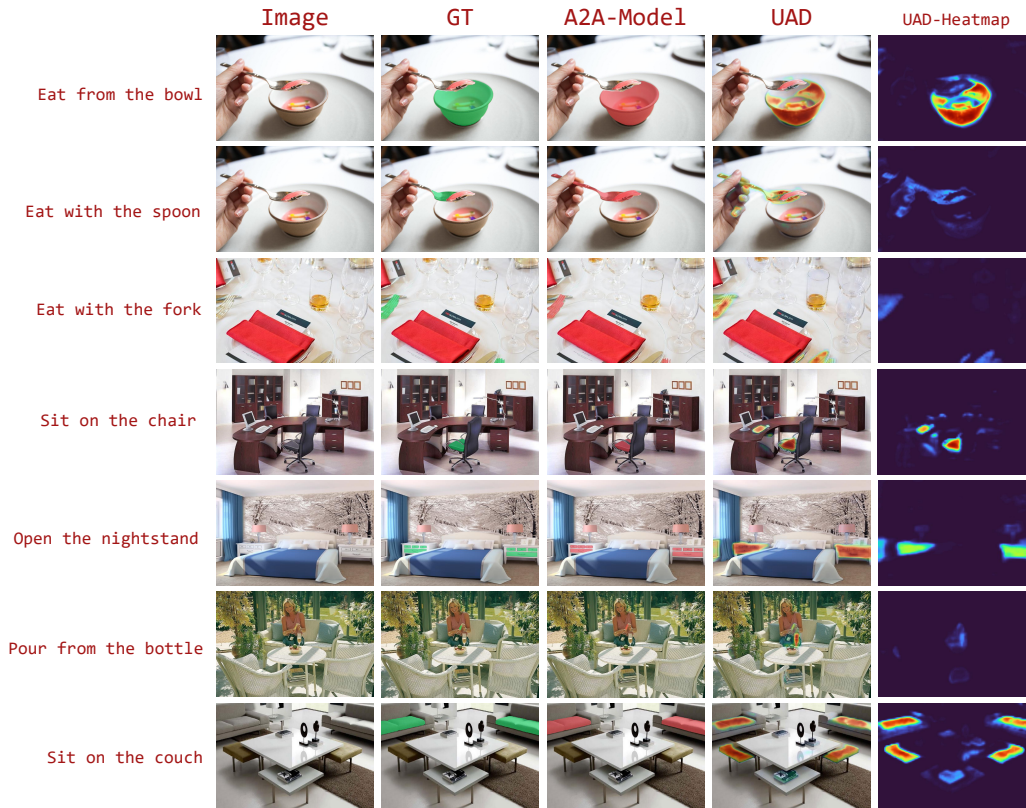 Image GT A2A-Model UAD UAD-Heatmap
Eat from the bowl
Eat with the spoon
Eat with the fork
Sit on the chair
Open the nightstand
Pour from the bottle
Sit on the couch